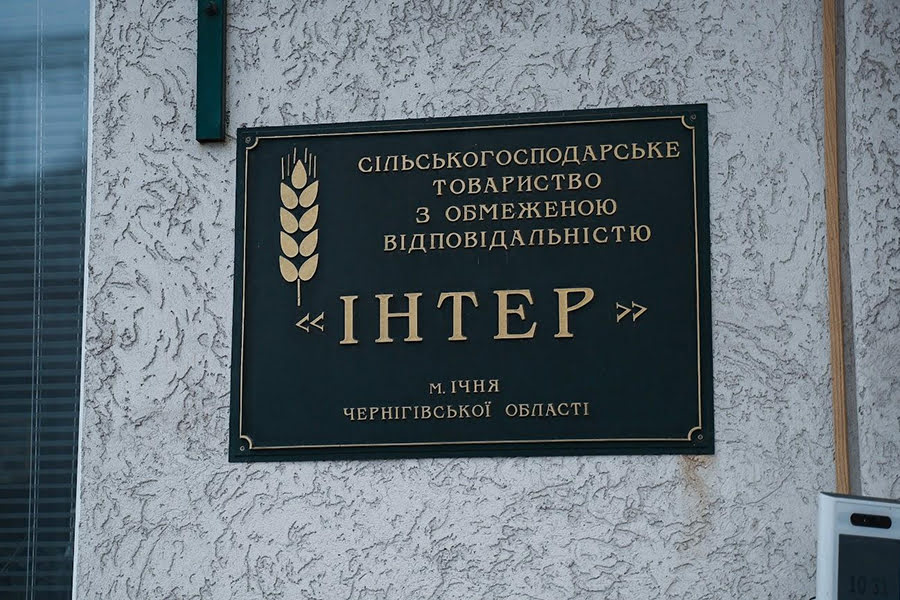 СІЛЬСЬКОГОСПОДАРСЬКЕ
ТОВАРИСТВО
З ОБМЕЖЕНОЮ
ВІДПОВІДАЛЬНІСТЮ
«ІНТЕР»
м. ІЧНЯ
ЧЕРНІГІВСЬКОЇ ОБЛАСТІ